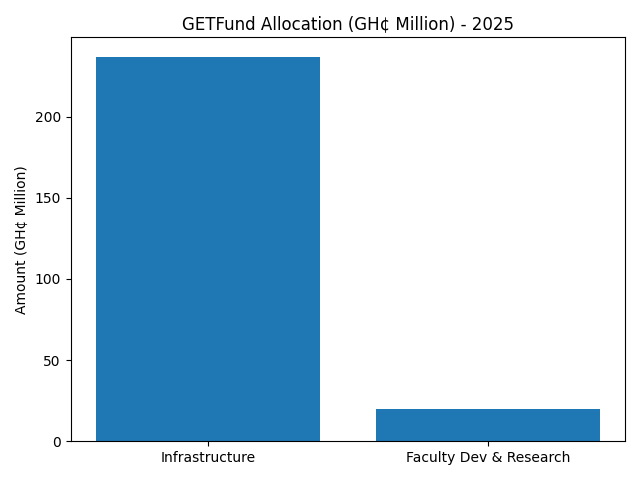 GETFund Allocation (GH₵ Million) - 2025
Amount (GH₵ Million)
200
150
100
50
0
Infrastructure
Faculty Dev & Research